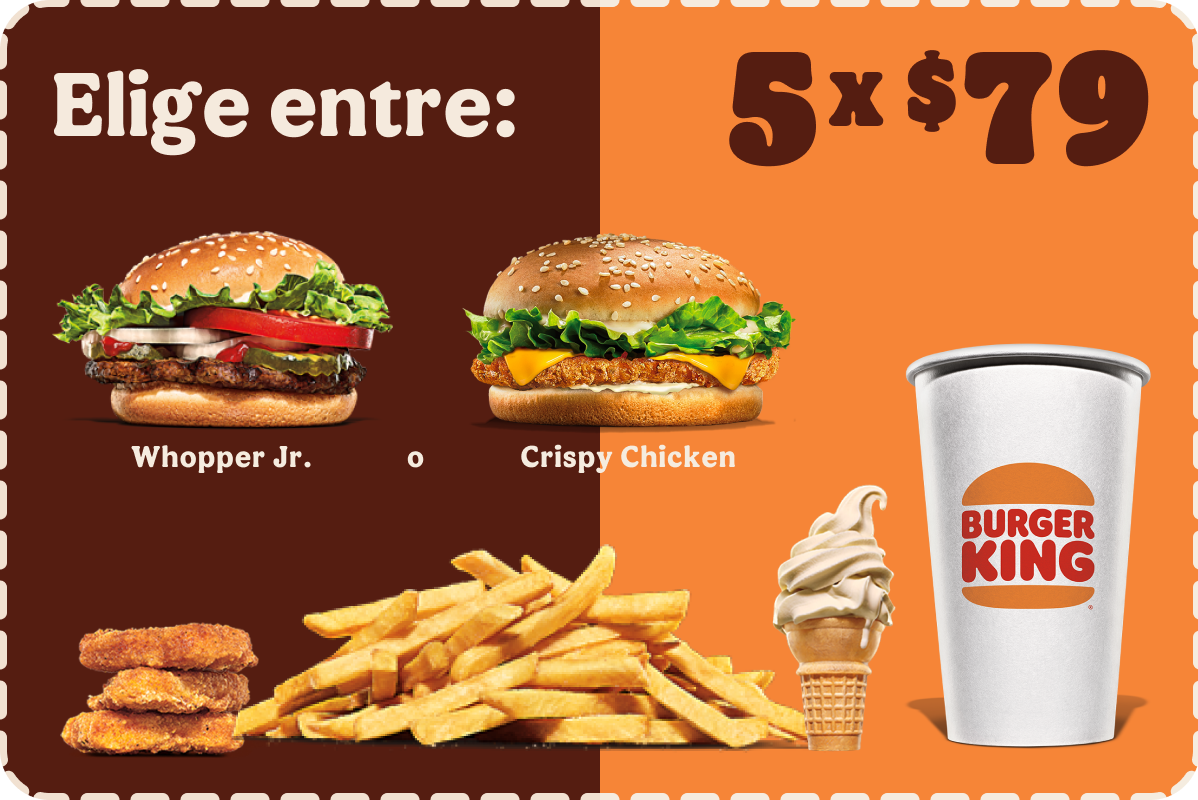 Elige entre:
5 x $79
Whopper Jr. o Crispy Chicken
BURGER
KING
®